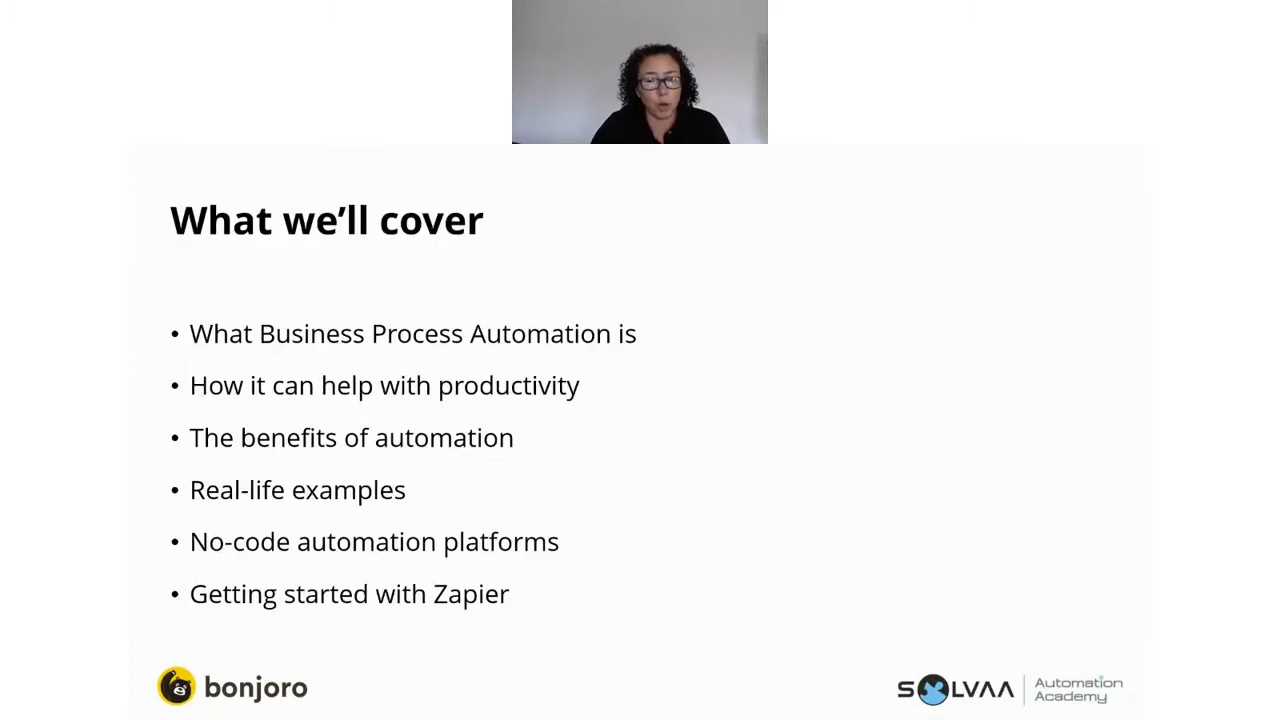 What we’ll cover
• What Business Process Automation is
• How it can help with productivity
• The benefits of automation
• Real-life examples
• No-code automation platforms
• Getting started with Zapier
bonjoro
SOLVAA
Automation
Academy